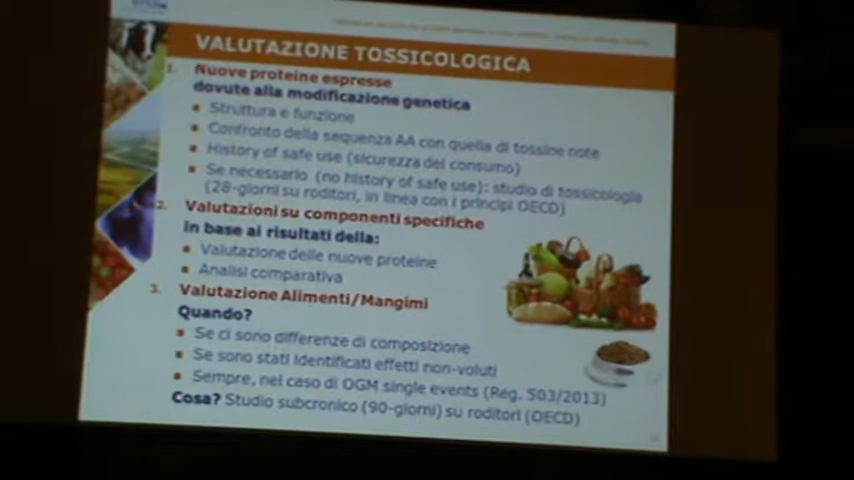 VALUTAZIONE TOSSICOLOGICA
1. Nuove proteine espresse
dovute alla modificazione genetica
Struttura e funzione
Confronto della sequenza AA con quella di tossine note
History of safe use (sicurezza del consumo)
Se necessario (no history of safe use): studio di tossicologia
(28-giorni su roditori, in linea con i principi OECD)
2. Valutazioni su componenti specifiche
in base ai risultati della:
Valutazione delle nuove proteine
Analisi comparativa
3. Valutazione Alimenti/Mangimi
Quando?
Se ci sono differenze di composizione
Se sono stati identificati effetti non-voluti
Sempre, nel caso di OGM single events (Reg. 503/2013)
Cosa? Studio subcronico (90-giorni) su roditori (OECD)